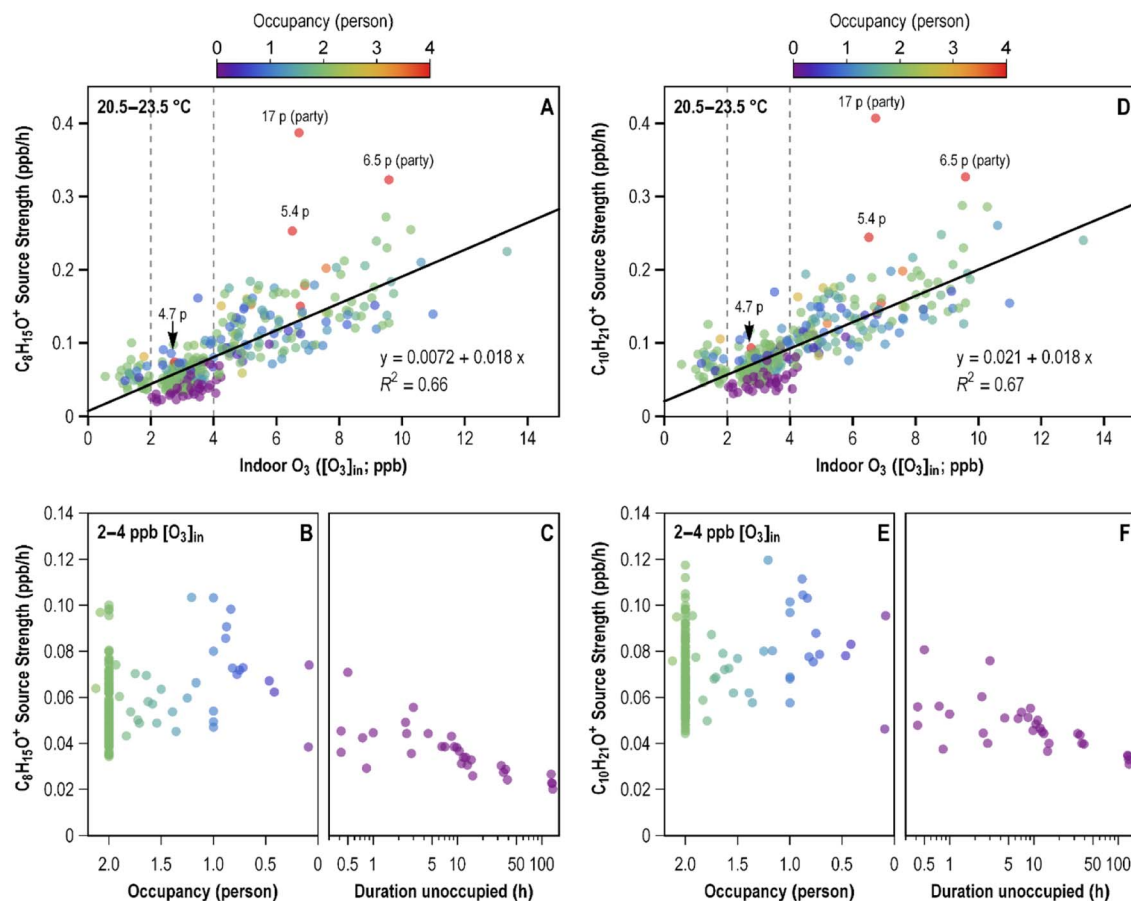 Occupancy (person)
0 1 2 3 4
20.5–23.5 °C
A
17 p (party)
6.5 p (party)
5.4 p
4.7 p
y = 0.0072 + 0.018 x
R² = 0.66
C₈H₁₅O⁺ Source Strength (ppb/h)
0.4
0.3
0.2
0.1
0
0 2 4 6 8 10 12 14
Indoor O₃ ([O₃]in; ppb)
Occupancy (person)
0 1 2 3 4
20.5–23.5 °C
D
17 p (party)
6.5 p (party)
5.4 p
4.7 p
y = 0.021 + 0.018 x
R² = 0.67
C₁₀H₂₁O⁺ Source Strength (ppb/h)
0.4
0.3
0.2
0.1
0
0 2 4 6 8 10 12 14
Indoor O₃ ([O₃]in; ppb)
2–4 ppb [O₃]in
B
C
C₈H₁₅O⁺ Source Strength (ppb/h)
0.14
0.12
0.10
0.08
0.06
0.04
0.02
0
2.0 1.5 1.0 0.5 0
Occupancy (person)
0.5 1 5 10 50 100
Duration unoccupied (h)
2–4 ppb [O₃]in
E
F
C₁₀H₂₁O⁺ Source Strength (ppb/h)
0.14
0.12
0.10
0.08
0.06
0.04
0.02
0
2.0 1.5 1.0 0.5 0
Occupancy (person)
0.5 1 5 10 50 100
Duration unoccupied (h)